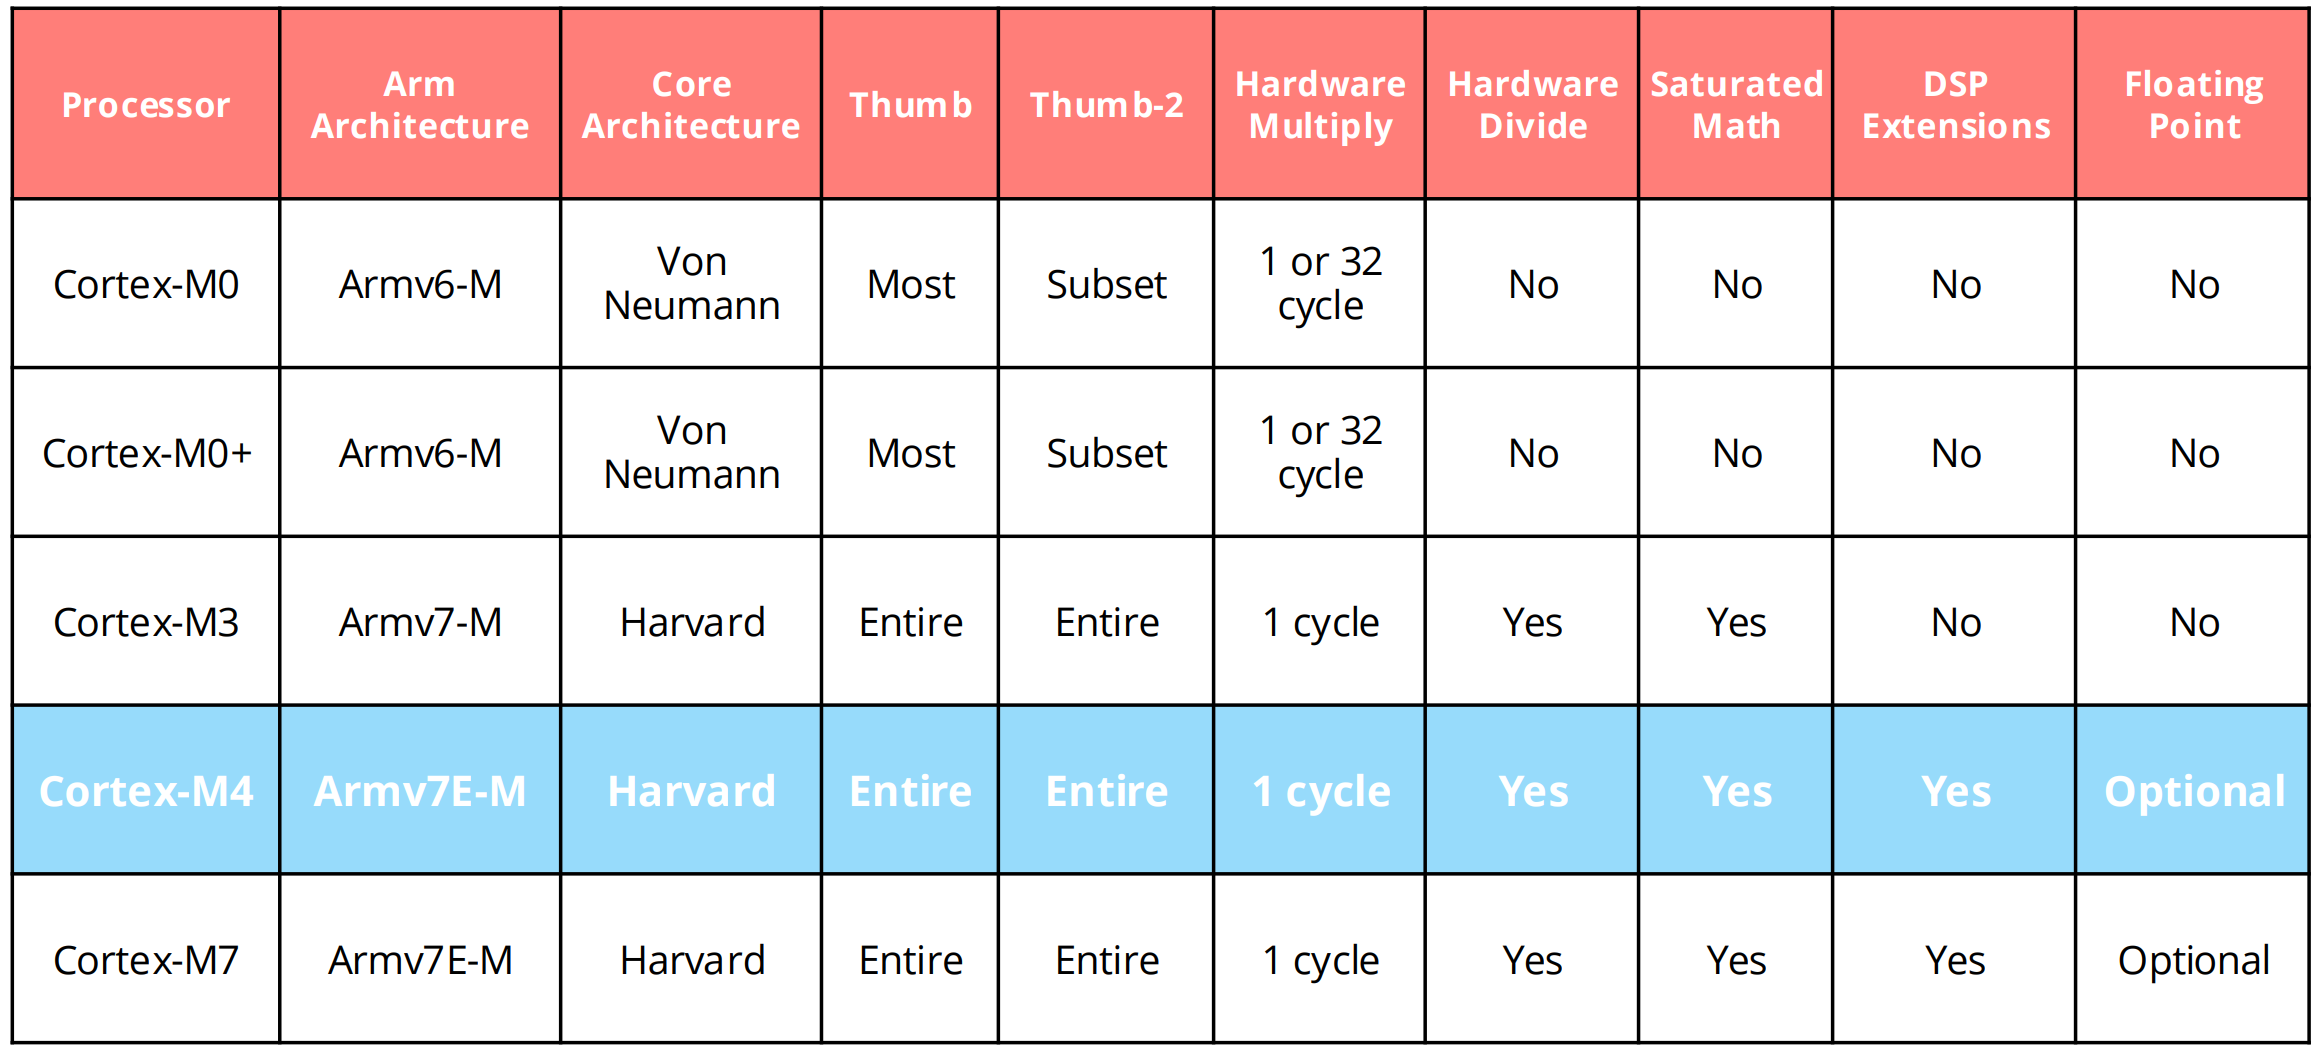 Processor Arm Architecture Core Architecture Thumb Thumb-2 Hardware Multiply Hardware Divide Saturated Math DSP Extensions Floating Point
Cortex-M0 Armv6-M Von Neumann Most Subset 1 or 32 cycle No No No No
Cortex-M0+ Armv6-M Von Neumann Most Subset 1 or 32 cycle No No No No
Cortex-M3 Armv7-M Harvard Entire Entire 1 cycle Yes Yes No No
Cortex-M4 Armv7E-M Harvard Entire Entire 1 cycle Yes Yes Yes Optional
Cortex-M7 Armv7E-M Harvard Entire Entire 1 cycle Yes Yes Yes Optional